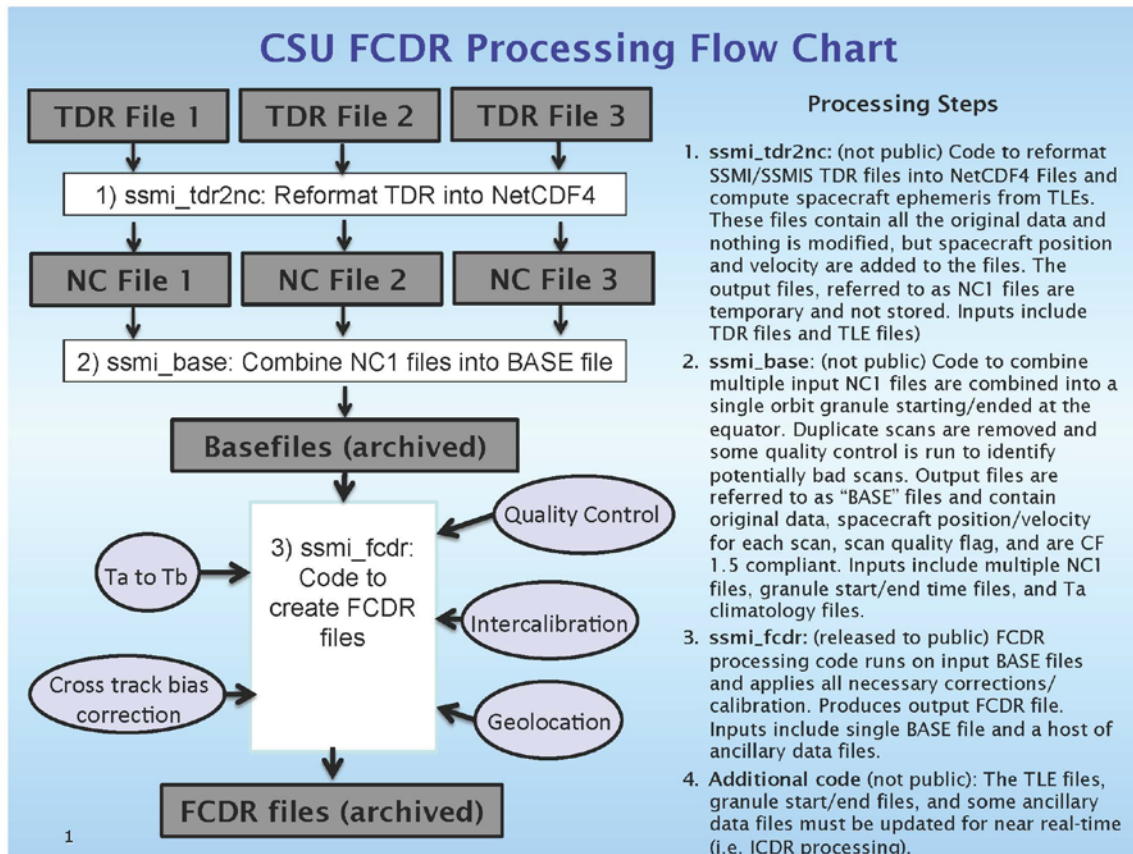 CSU FCDR Processing Flow Chart
TDR File 1
TDR File 2
TDR File 3
1) ssmi_tdr2nc: Reformat TDR into NetCDF4
NC File 1
NC File 2
NC File 3
2) ssmi_base: Combine NC1 files into BASE file
Basefiles (archived)
3) ssmi_fcdr:
Code to
create FCDR
files
Quality Control
Ta to Tb
Intercalibration
Cross track bias
correction
Geolocation
FCDR files (archived)
1
Processing Steps
1. ssmi_tdr2nc: (not public) Code to reformat
SSMI/SSMIS TDR files into NetCDF4 Files and
compute spacecraft ephemeris from TLEs.
These files contain all the original data and
nothing is modified, but spacecraft position
and velocity are added to the files. The
output files, referred to as NC1 files are
temporary and not stored. Inputs include
TDR files and TLE files)
2. ssmi_base: (not public) Code to combine
multiple input NC1 files are combined into a
single orbit granule starting/ended at the
equator. Duplicate scans are removed and
some quality control is run to identify
potentially bad scans. Output files are
referred to as “BASE” files and contain
original data, spacecraft position/velocity
for each scan, scan quality flag, and are CF
1.5 compliant. Inputs include multiple NC1
files, granule start/end time files, and Ta
climatology files.
3. ssmi_fcdr: (released to public) FCDR
processing code runs on input BASE files
and applies all necessary corrections/
calibration. Produces output FCDR file.
Inputs include single BASE file and a host of
ancillary data files.
4. Additional code (not public): The TLE files,
granule start/end files, and some ancillary
data files must be updated for near real-time
(i.e. ICDR processing).